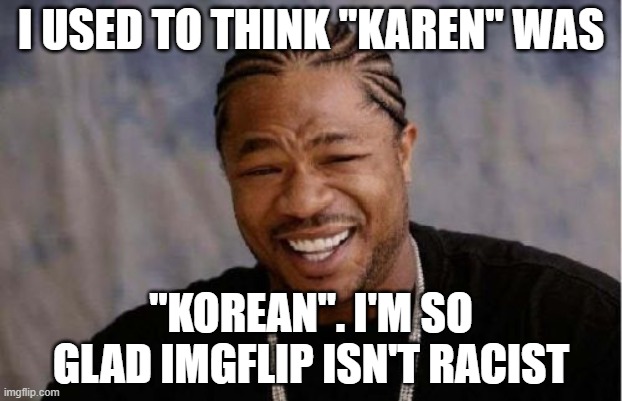 I USED TO THINK "KAREN" WAS
"KOREAN". I'M SO
GLAD IMGFLIP ISN'T RACIST
imgflip.com